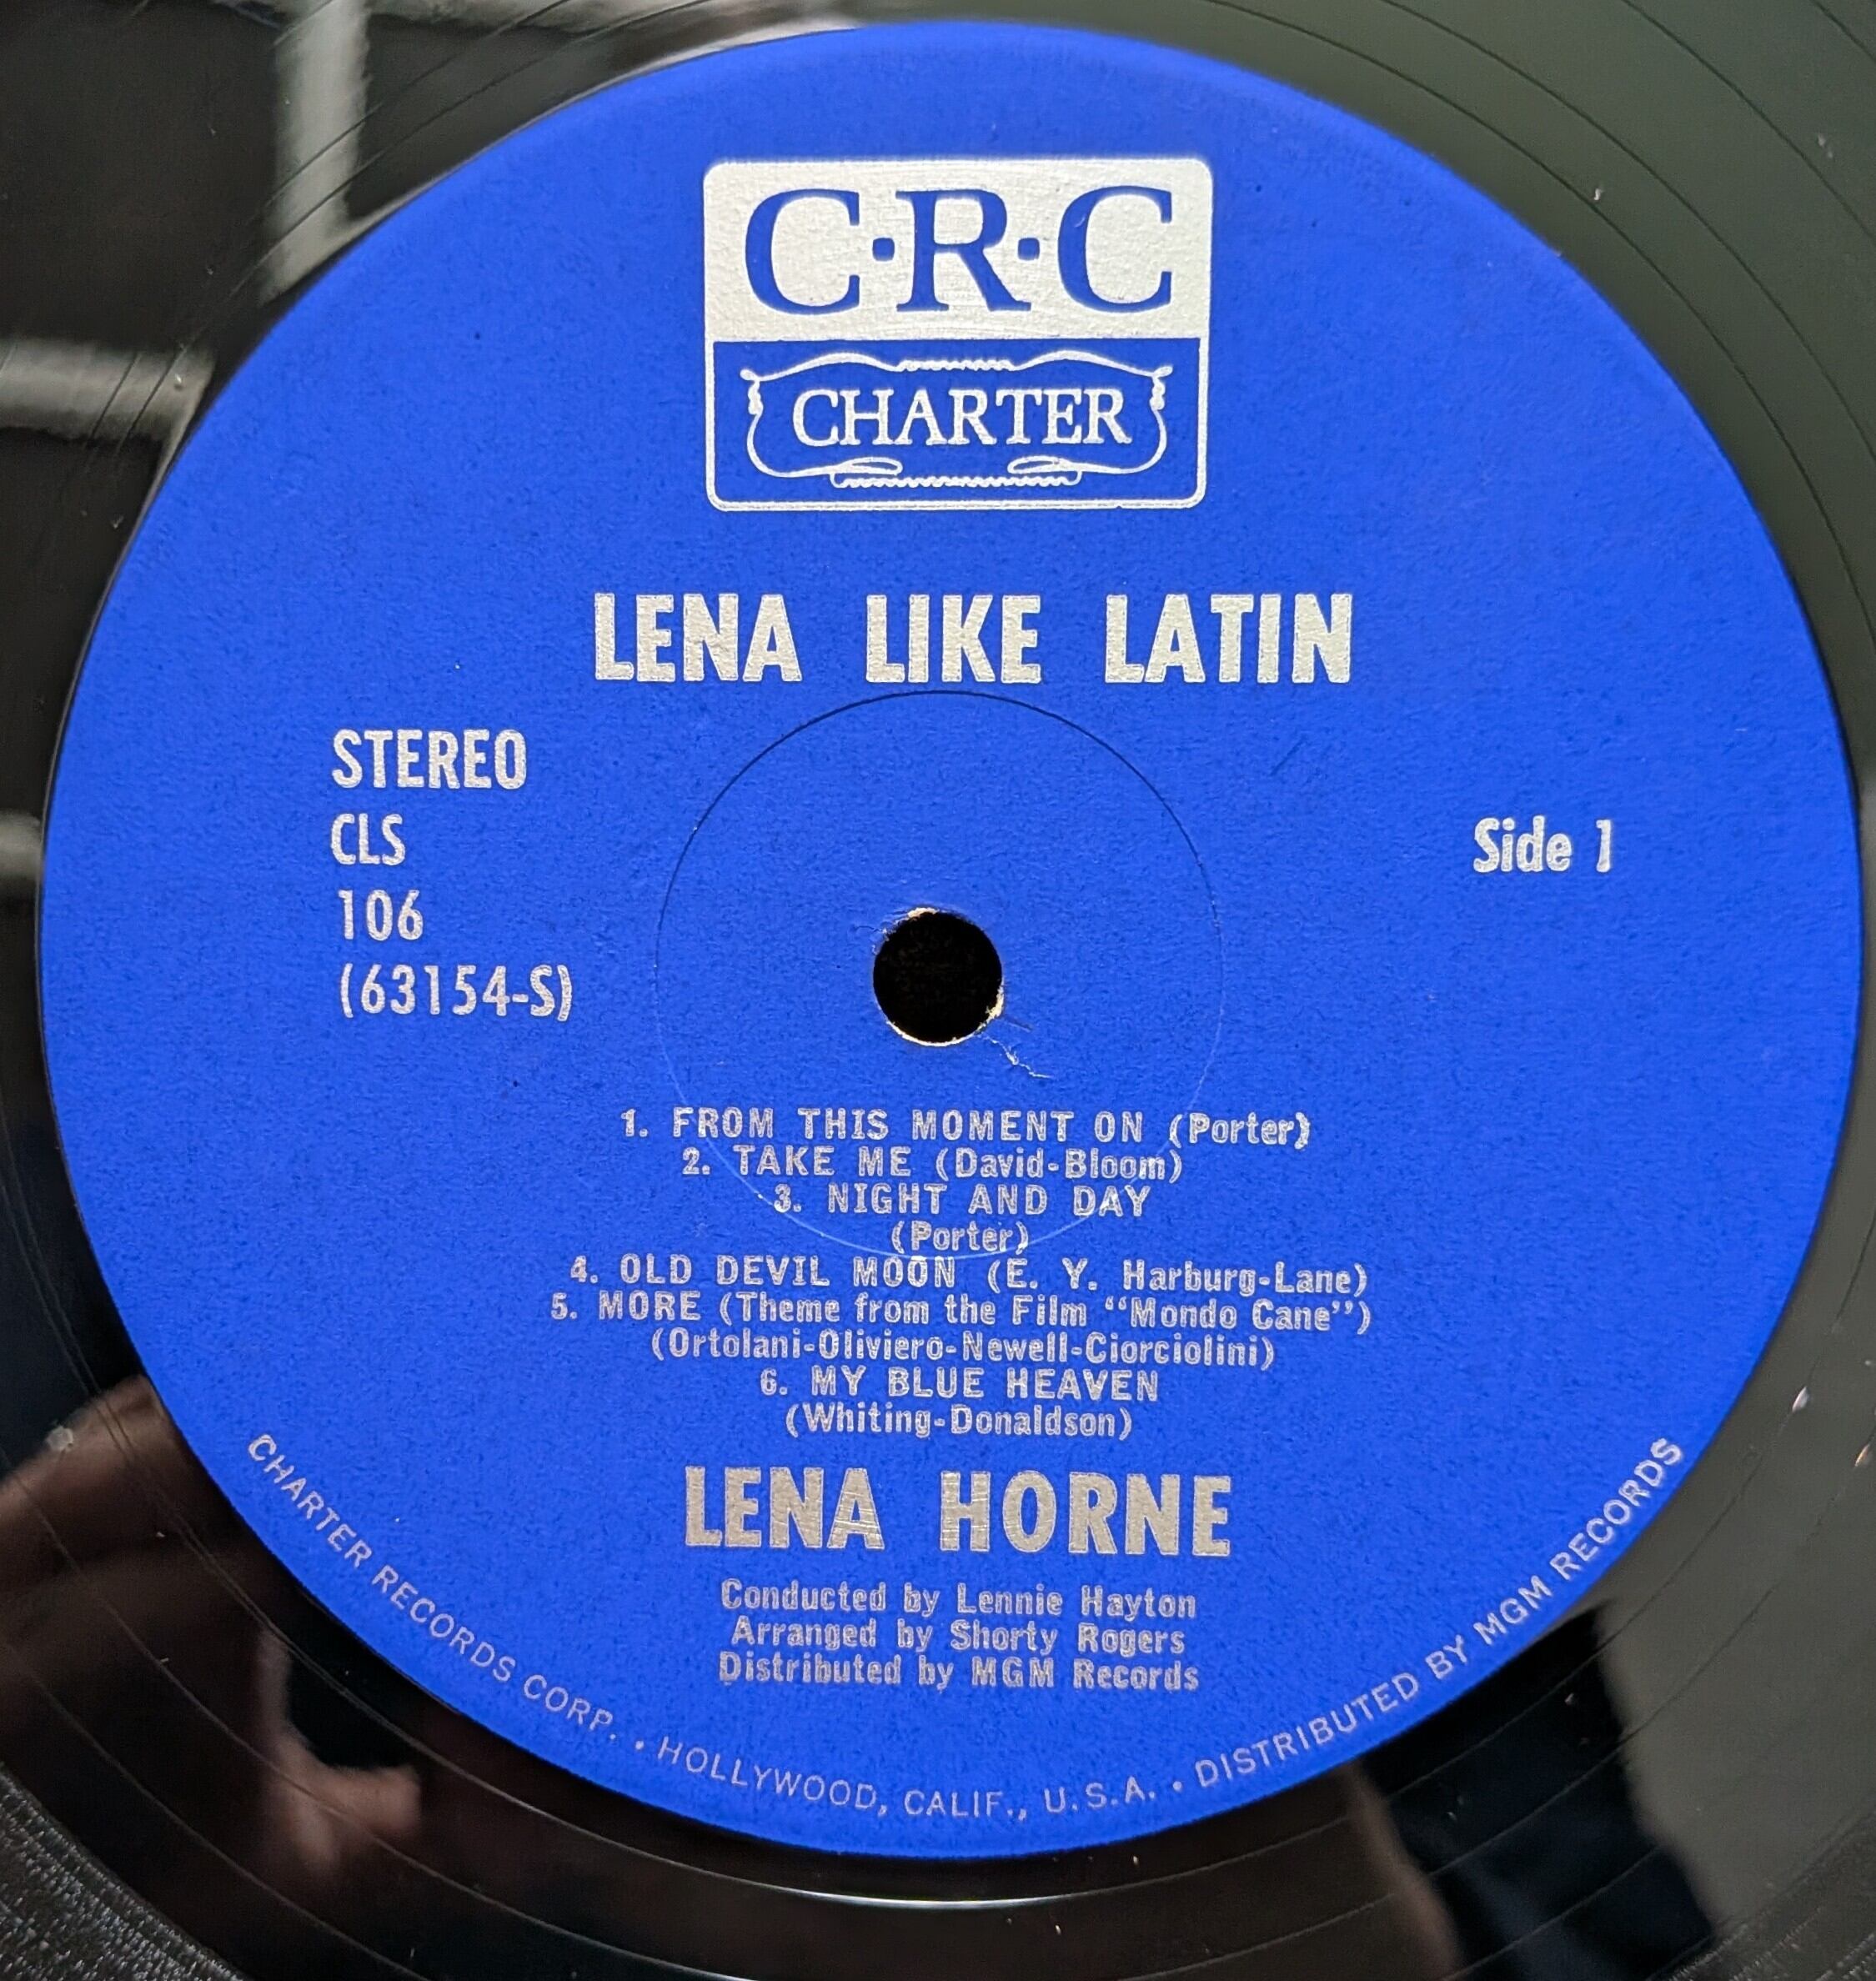 C·R·C
CHARTER
LENA LIKE LATIN
STEREO
CLS
106
(63154-S)
Side 1
1. FROM THIS MOMENT ON (Porter)
2. TAKE ME (David-Bloom)
3. NIGHT AND DAY
(Porter)
4. OLD DEVIL MOON (E. Y. Harburg-Lane)
5. MORE (Theme from the Film "Mondo Cane")
(Ortolani-Oliviero-Newell-Ciorciolini)
6. MY BLUE HEAVEN
(Whiting-Donaldson)
LENA HORNE
Conducted by Lennie Hayton
Arranged by Shorty Rogers
Distributed by MGM Records
CHARTER RECORDS CORP. • HOLLYWOOD, CALIF., U.S.A. • DISTRIBUTED BY MGM RECORDS